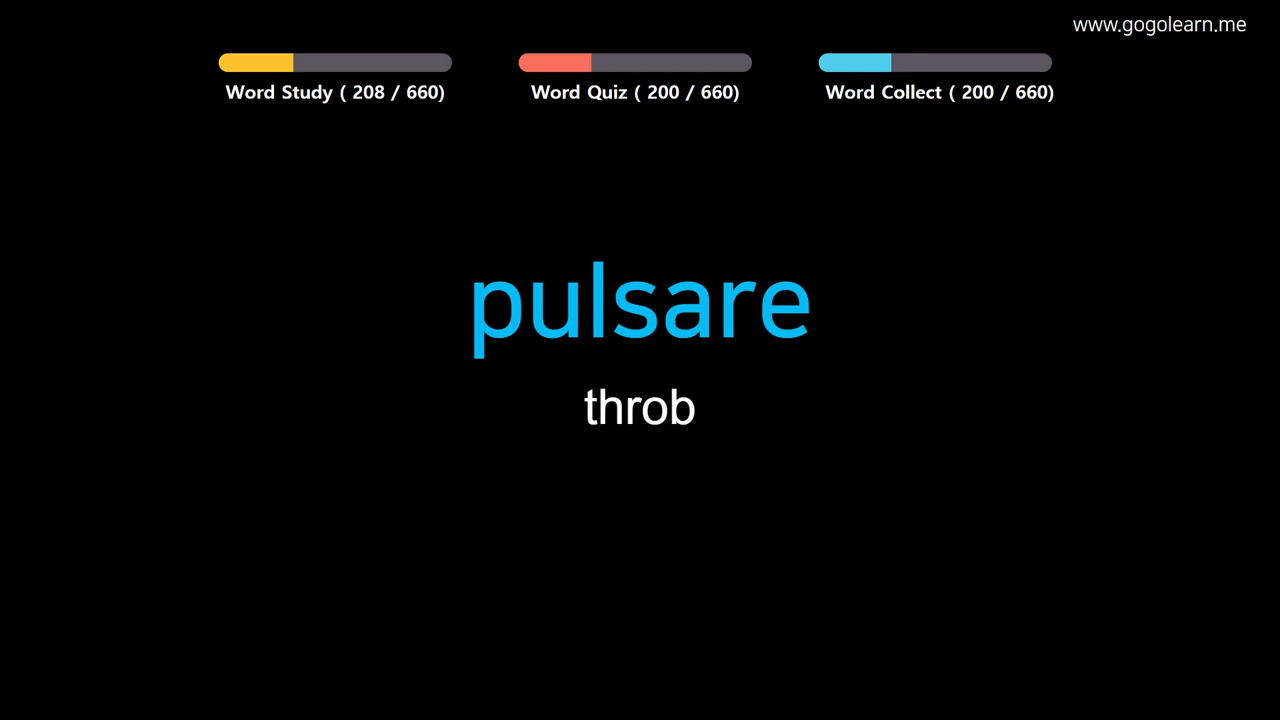 www.gogolearn.me
Word Study ( 208 / 660)
Word Quiz ( 200 / 660)
Word Collect ( 200 / 660)
pulsare
throb